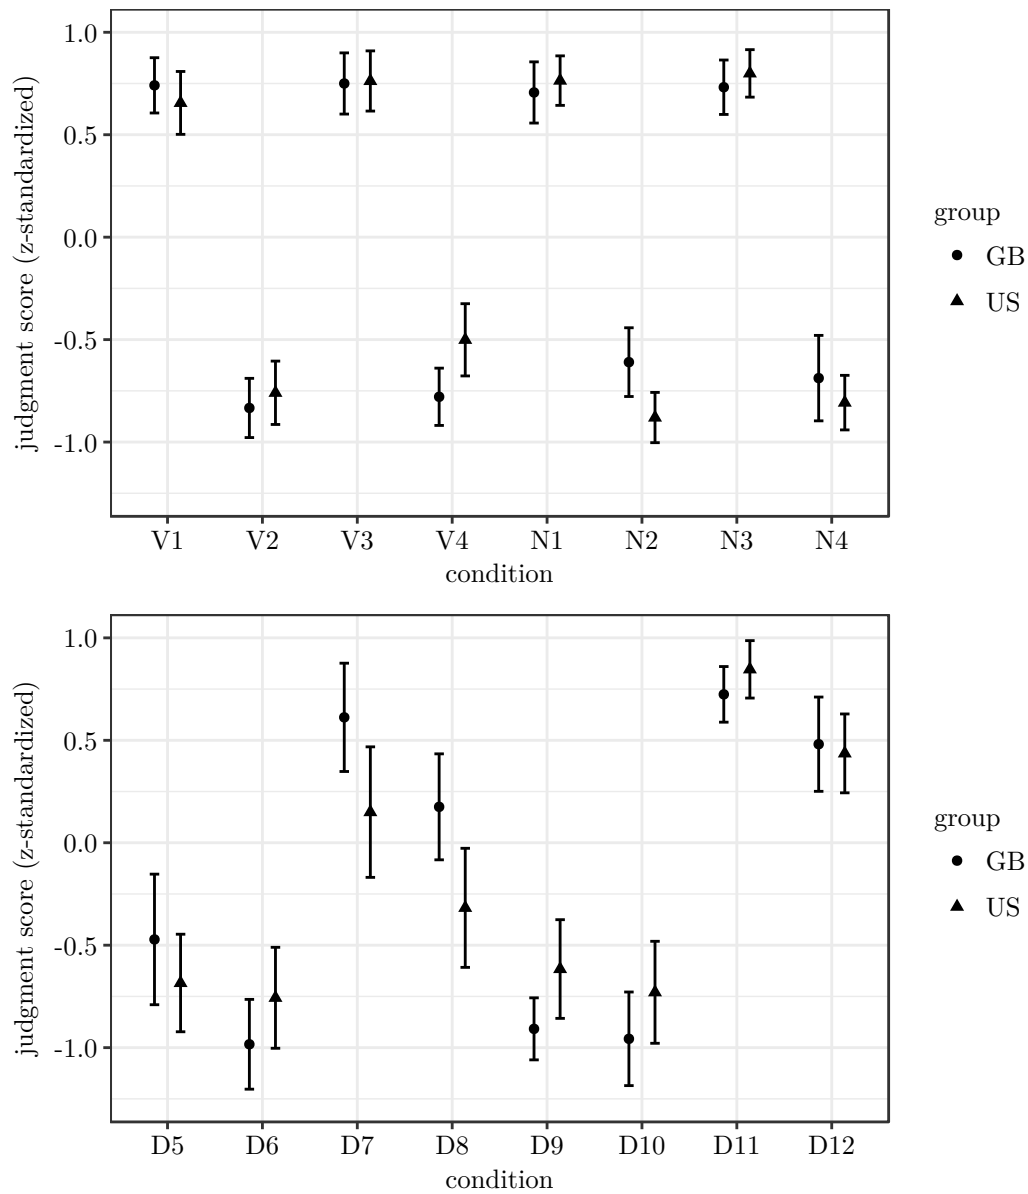 judgment score (z-standardized)
1.0
0.5
0.0
-0.5
-1.0
V1 V2 V3 V4 N1 N2 N3 N4
condition
group
GB
US
judgment score (z-standardized)
1.0
0.5
0.0
-0.5
-1.0
D5 D6 D7 D8 D9 D10 D11 D12
condition
group
GB
US